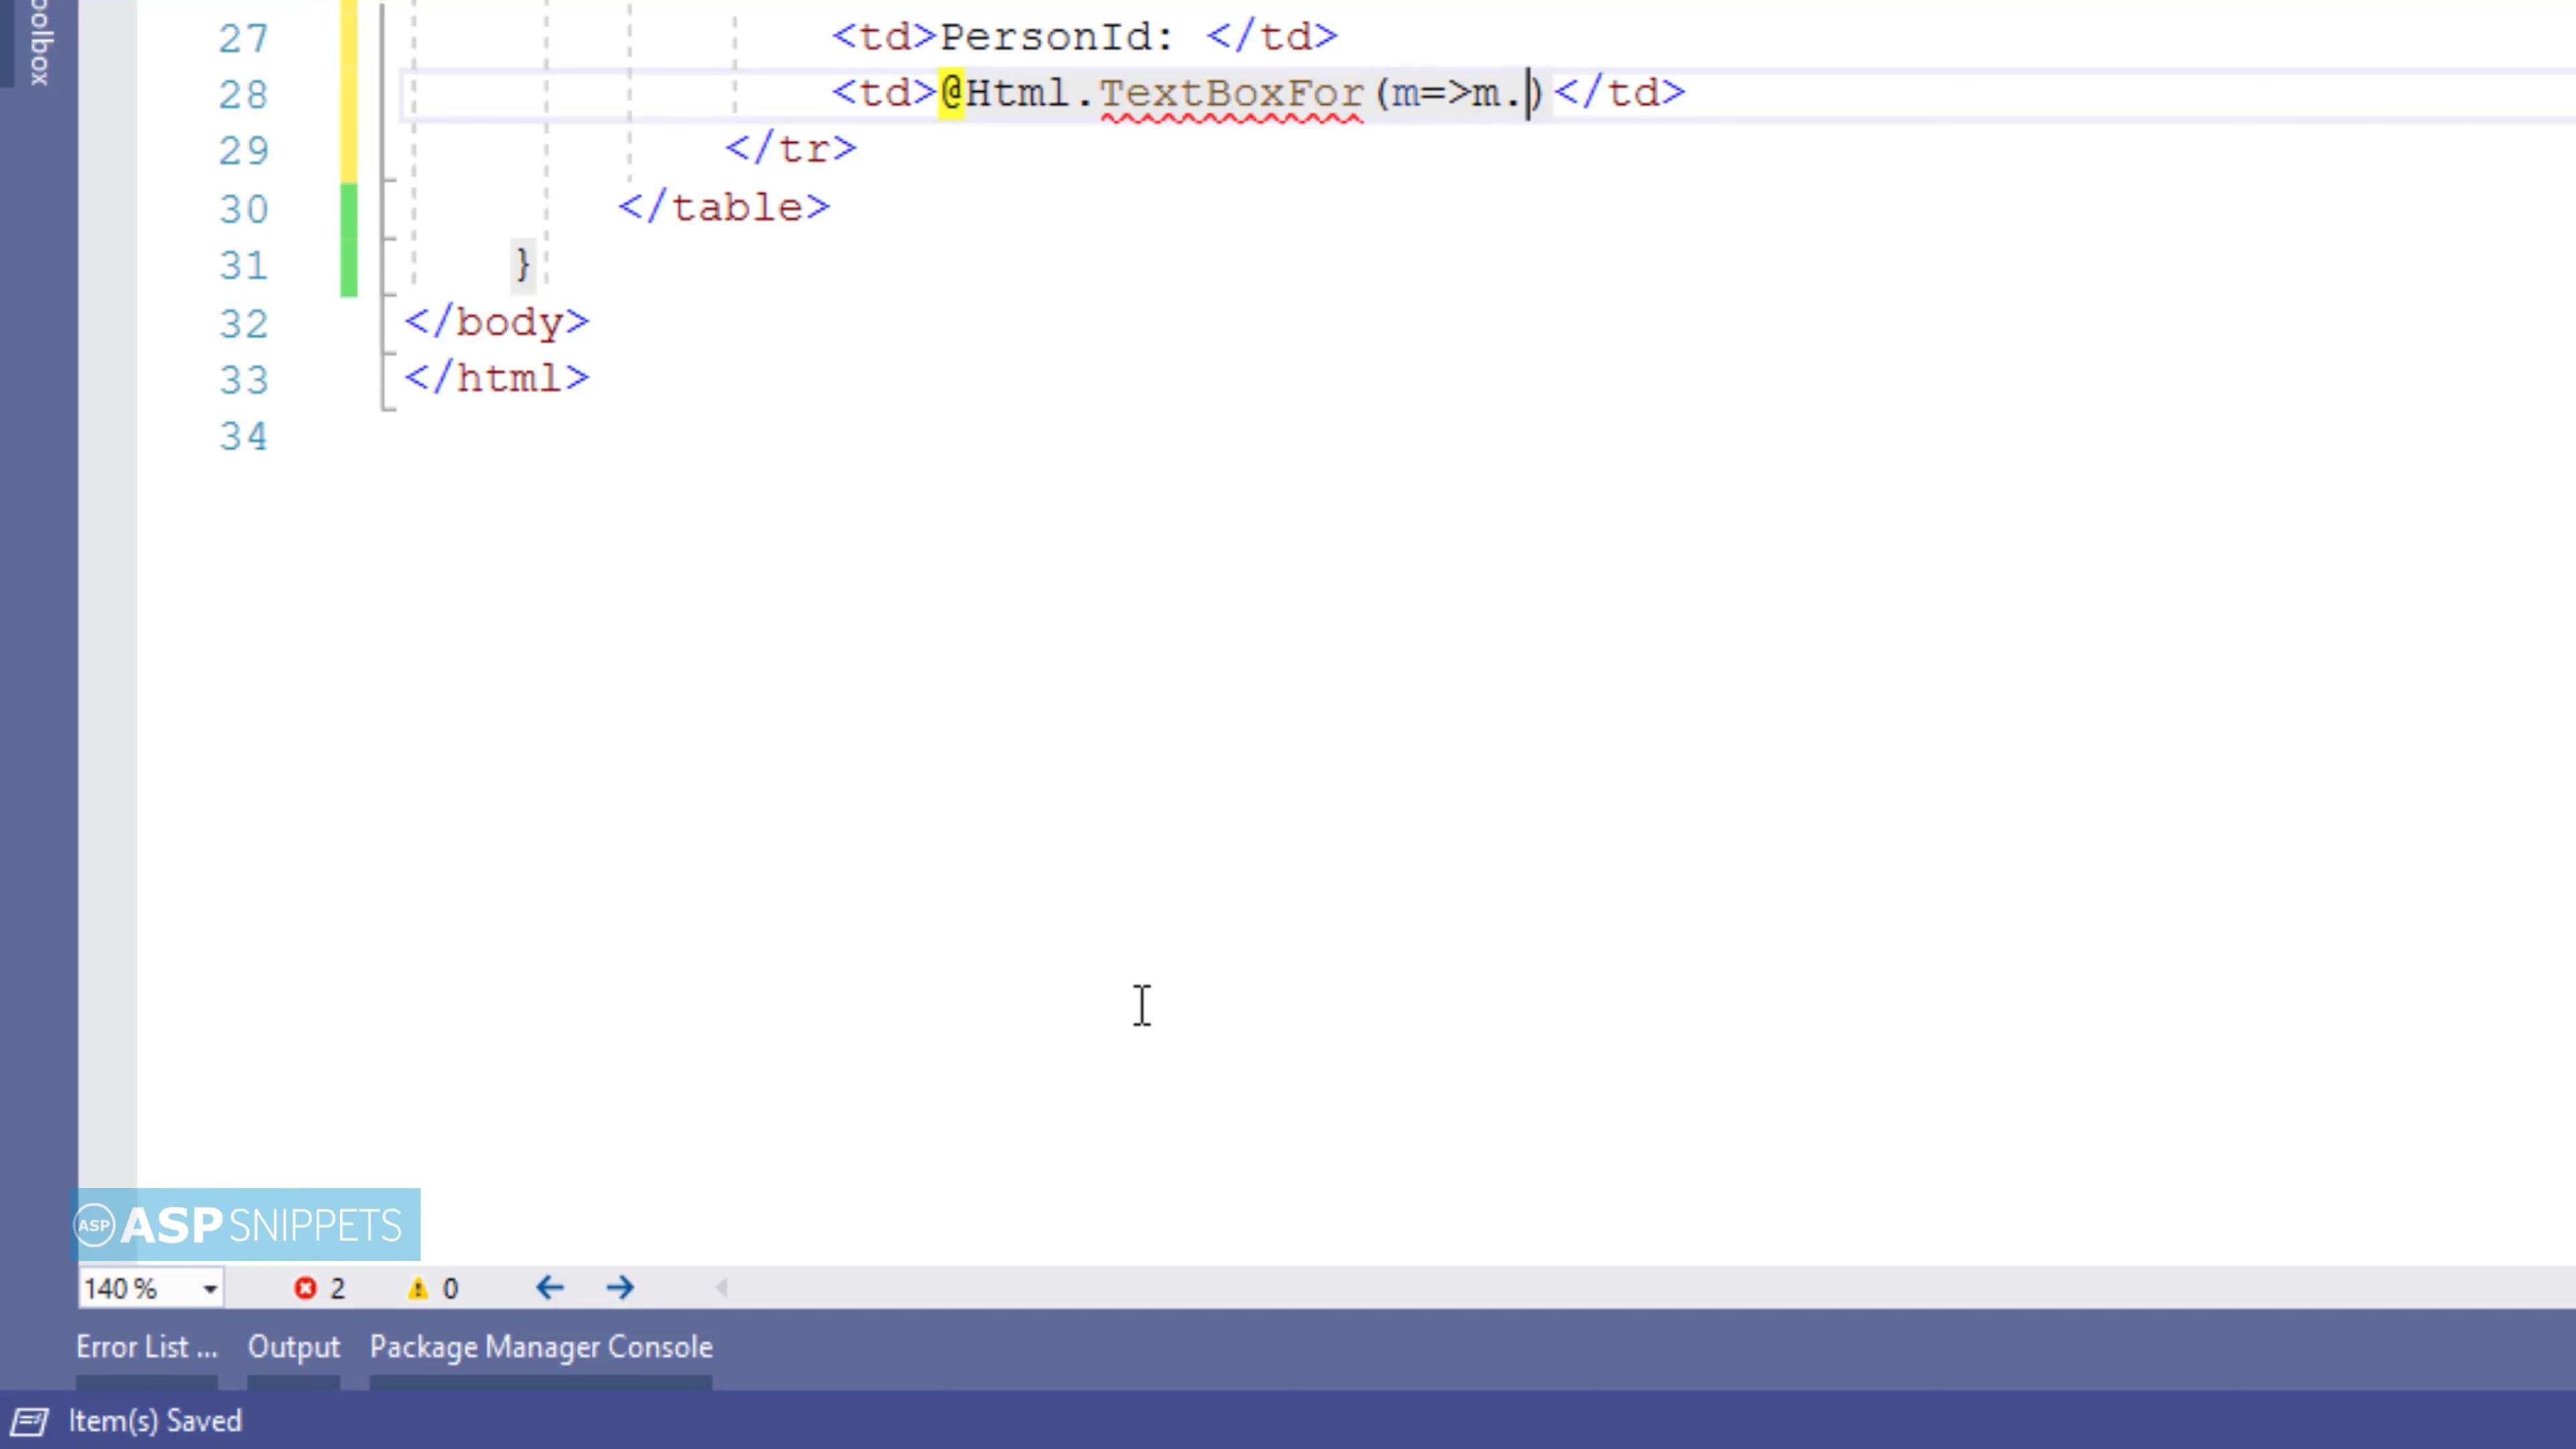 oolbox
27 <td>PersonId: </td>
28 <td>@Html.TextBoxFor(m=>m.)</td>
29 </tr>
30 </table>
31 }
32 </body>
33 </html>
34
ASP ASPSNIPPETS
140 % 2 0
Error List ... Output Package Manager Console
Item(s) Saved